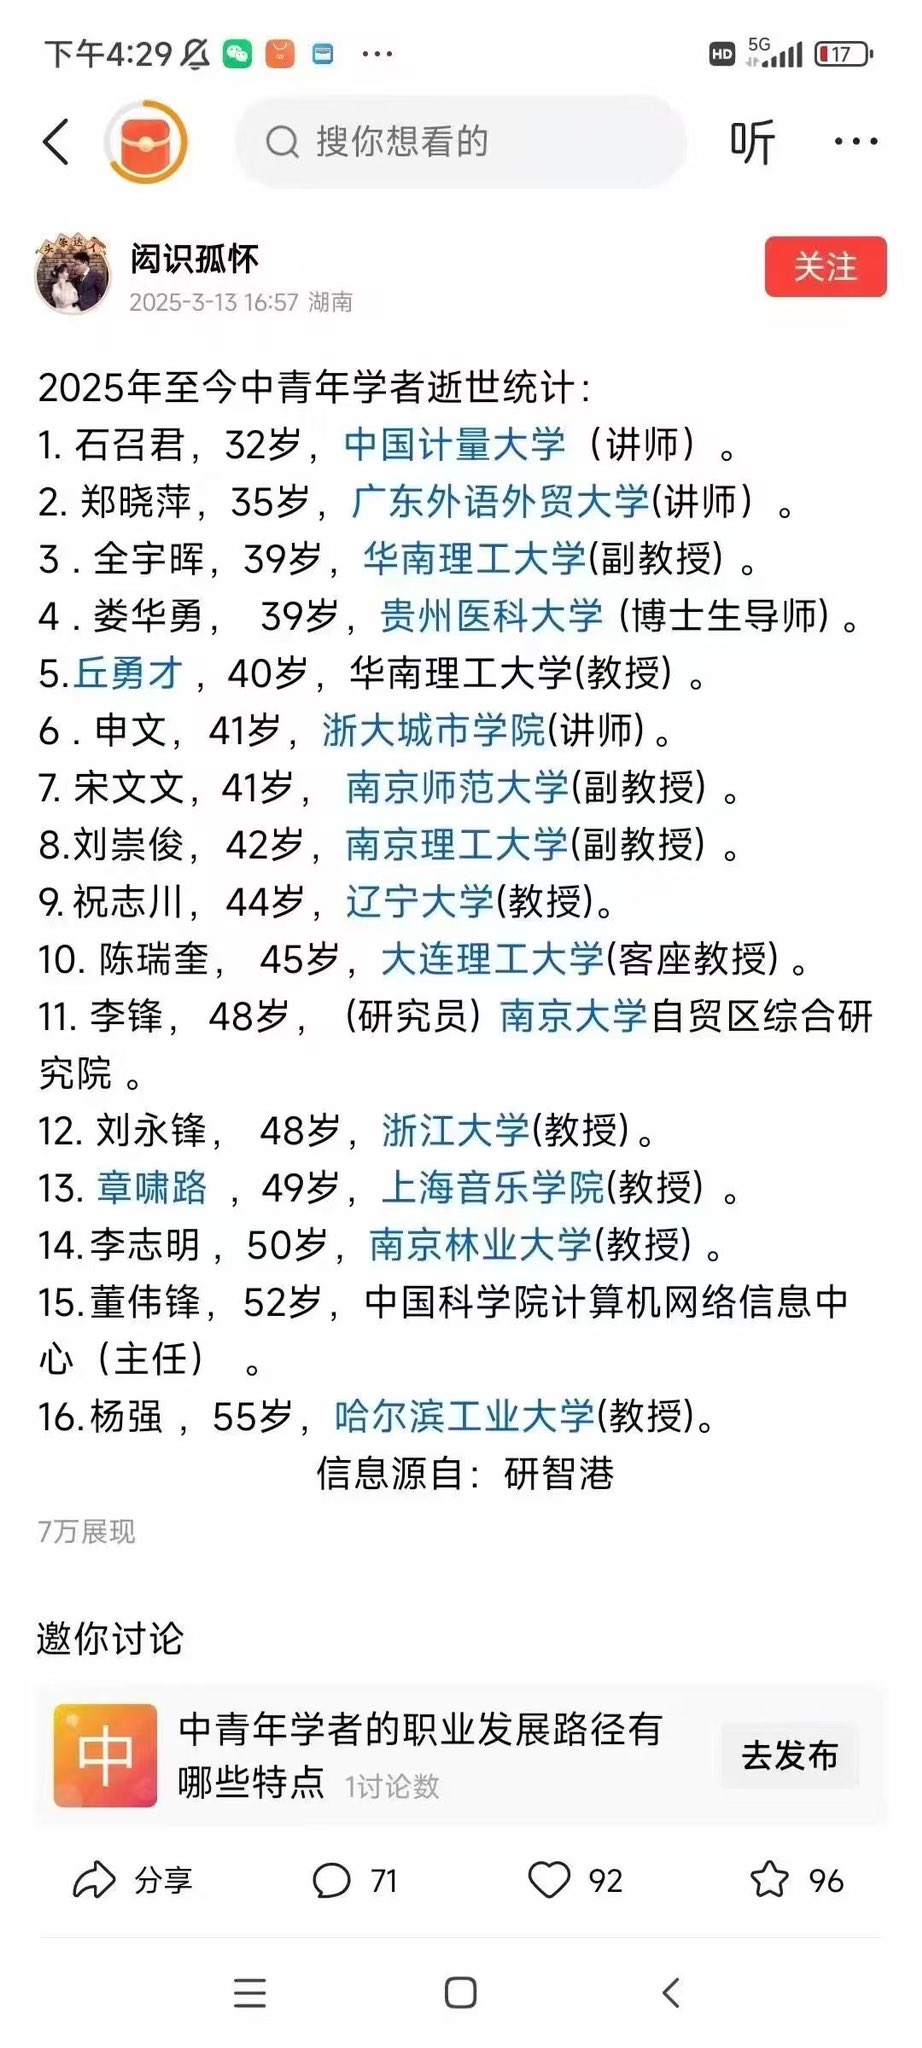 下午4:29
HD 5G 17
搜你想看的 听
闳识孤怀
2025-3-13 16:57 湖南
关注
2025年至今中青年学者逝世统计：
1. 石召君，32岁，中国计量大学（讲师）。
2. 郑晓萍，35岁，广东外语外贸大学(讲师）。
3 . 全宇晖，39岁，华南理工大学(副教授）。
4 . 娄华勇， 39岁，贵州医科大学 (博士生导师) 。
5.丘勇才 ，40岁，华南理工大学(教授）。
6 . 申文，41岁，浙大城市学院(讲师) 。
7. 宋文文，41岁， 南京师范大学(副教授）。
8.刘崇俊，42岁，南京理工大学(副教授）。
9. 祝志川，44岁，辽宁大学(教授)。
10. 陈瑞奎， 45岁，大连理工大学(客座教授) 。
11. 李锋， 48岁，（研究员）南京大学自贸区综合研
究院 。
12. 刘永锋， 48岁，浙江大学(教授) 。
13. 章啸路 ，49岁，上海音乐学院(教授）。
14.李志明 ，50岁，南京林业大学(教授) 。
15.董伟锋，52岁，中国科学院计算机网络信息中
心（主任） 。
16.杨强 ，55岁，哈尔滨工业大学(教授)。
信息源自：研智港
7万展现
邀你讨论
中
中青年学者的职业发展路径有
哪些特点 1讨论数
去发布
分享 71 92 96